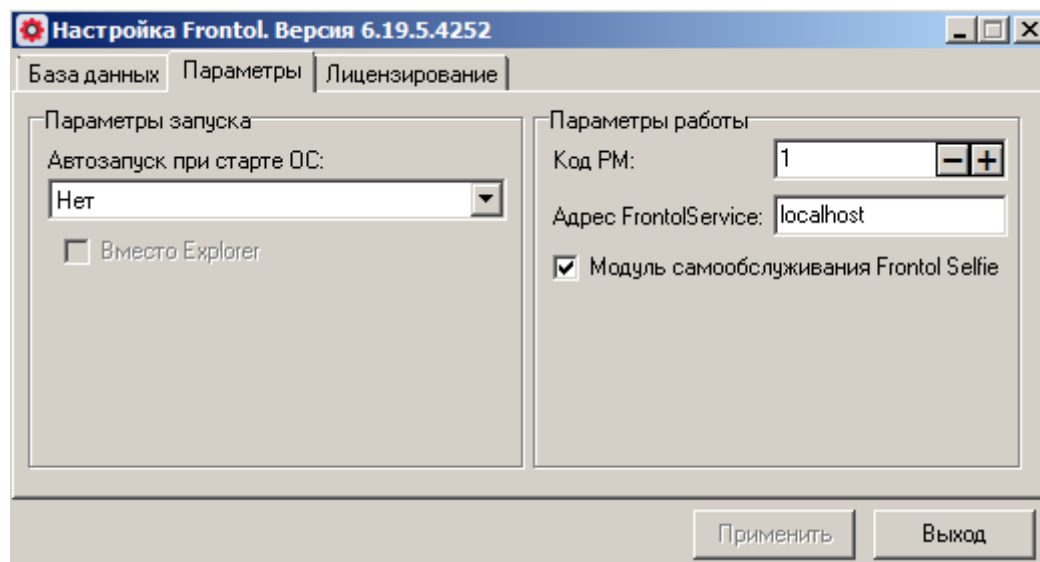 Настройка Frontol. Версия 6.19.5.4252
База данных Параметры Лицензирование
Параметры запуска
Автозапуск при старте ОС:
Нет
Вместо Explorer
Параметры работы
Код РМ: 1
Адрес FrontolService: localhost
Модуль самообслуживания Frontol Selfie
Применить Выход